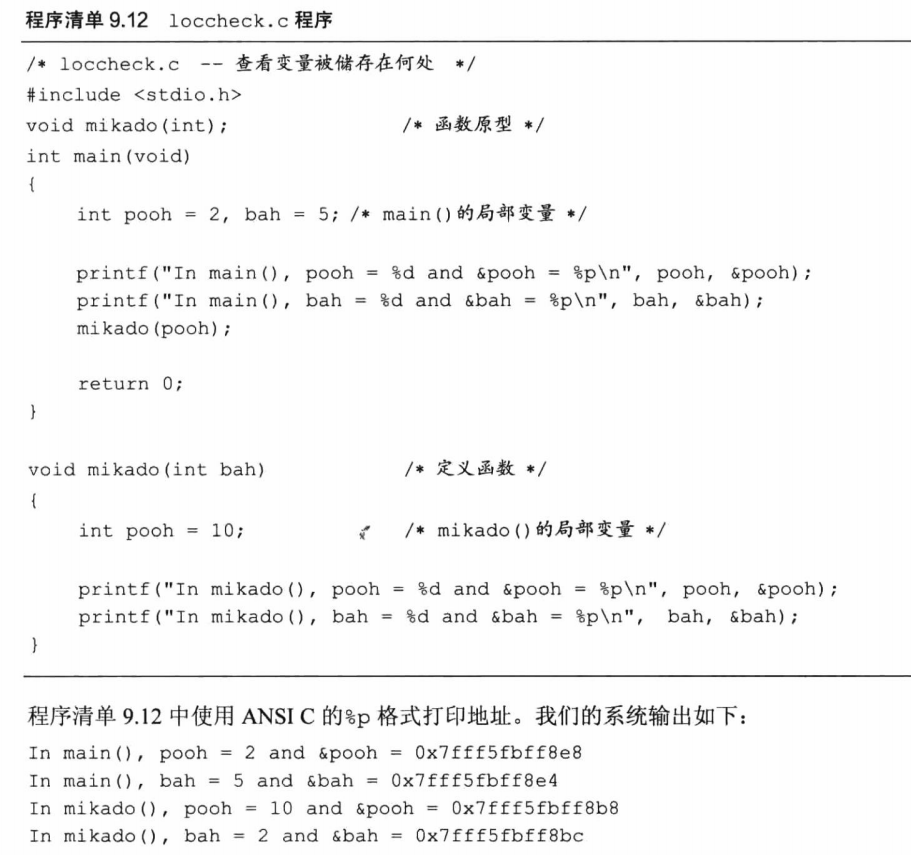 程序清单 9.12 loccheck.c 程序
/* loccheck.c -- 查看变量被储存在何处 */
#include <stdio.h>
void mikado(int); /* 函数原型 */
int main(void)
{
int pooh = 2, bah = 5; /* main()的局部变量 */
printf("In main(), pooh = %d and &pooh = %p\n", pooh, &pooh);
printf("In main(), bah = %d and &bah = %p\n", bah, &bah);
mikado(pooh);
return 0;
}
void mikado(int bah) /* 定义函数 */
{
int pooh = 10; /* mikado()的局部变量 */
printf("In mikado(), pooh = %d and &pooh = %p\n", pooh, &pooh);
printf("In mikado(), bah = %d and &bah = %p\n", bah, &bah);
}
程序清单 9.12 中使用 ANSI C 的%p 格式打印地址。我们的系统输出如下：
In main(), pooh = 2 and &pooh = 0x7fff5fbff8e8
In main(), bah = 5 and &bah = 0x7fff5fbff8e4
In mikado(), pooh = 10 and &pooh = 0x7fff5fbff8b8
In mikado(), bah = 2 and &bah = 0x7fff5fbff8bc